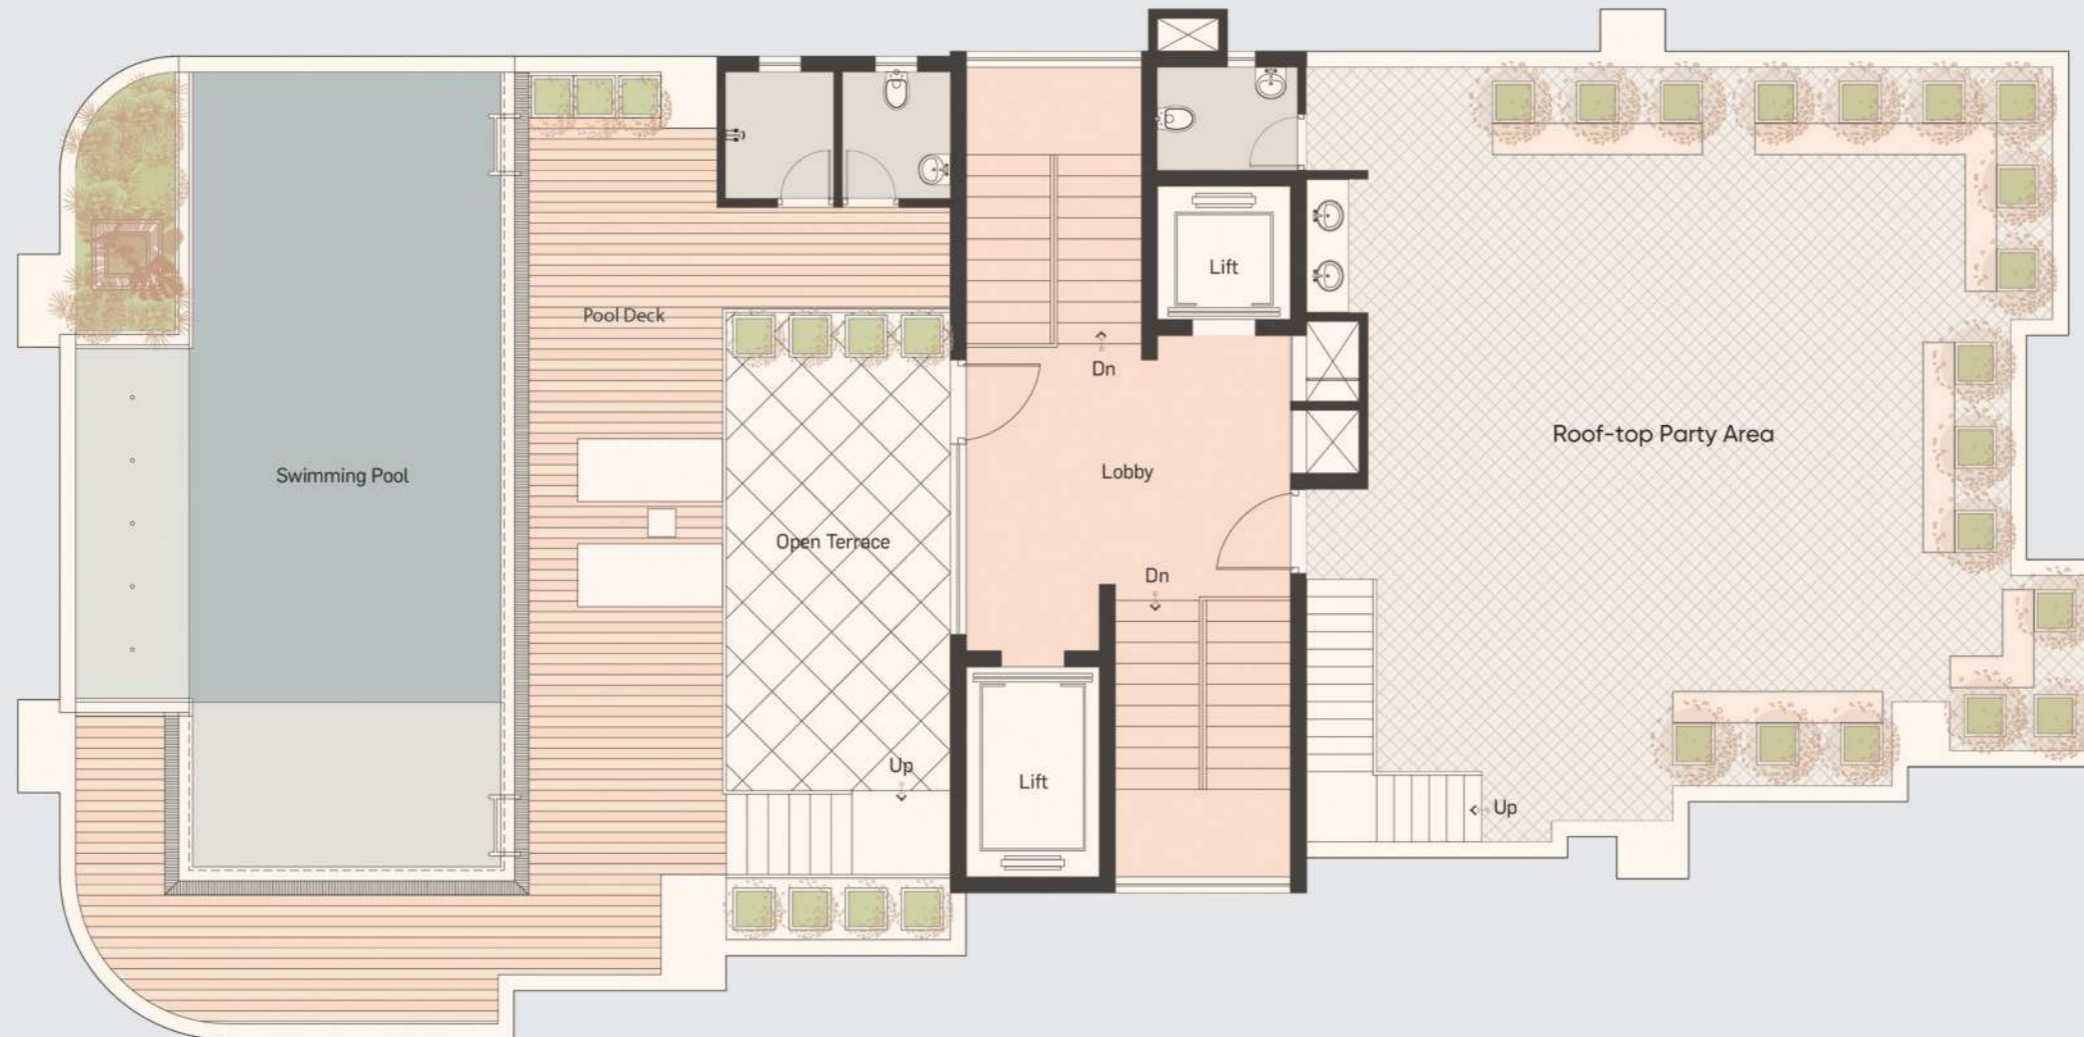 Lift
Pool Deck
Dn
Roof-top Party Area
Swimming Pool
Lobby
Open Terrace
Dn
Up
Lift
Up